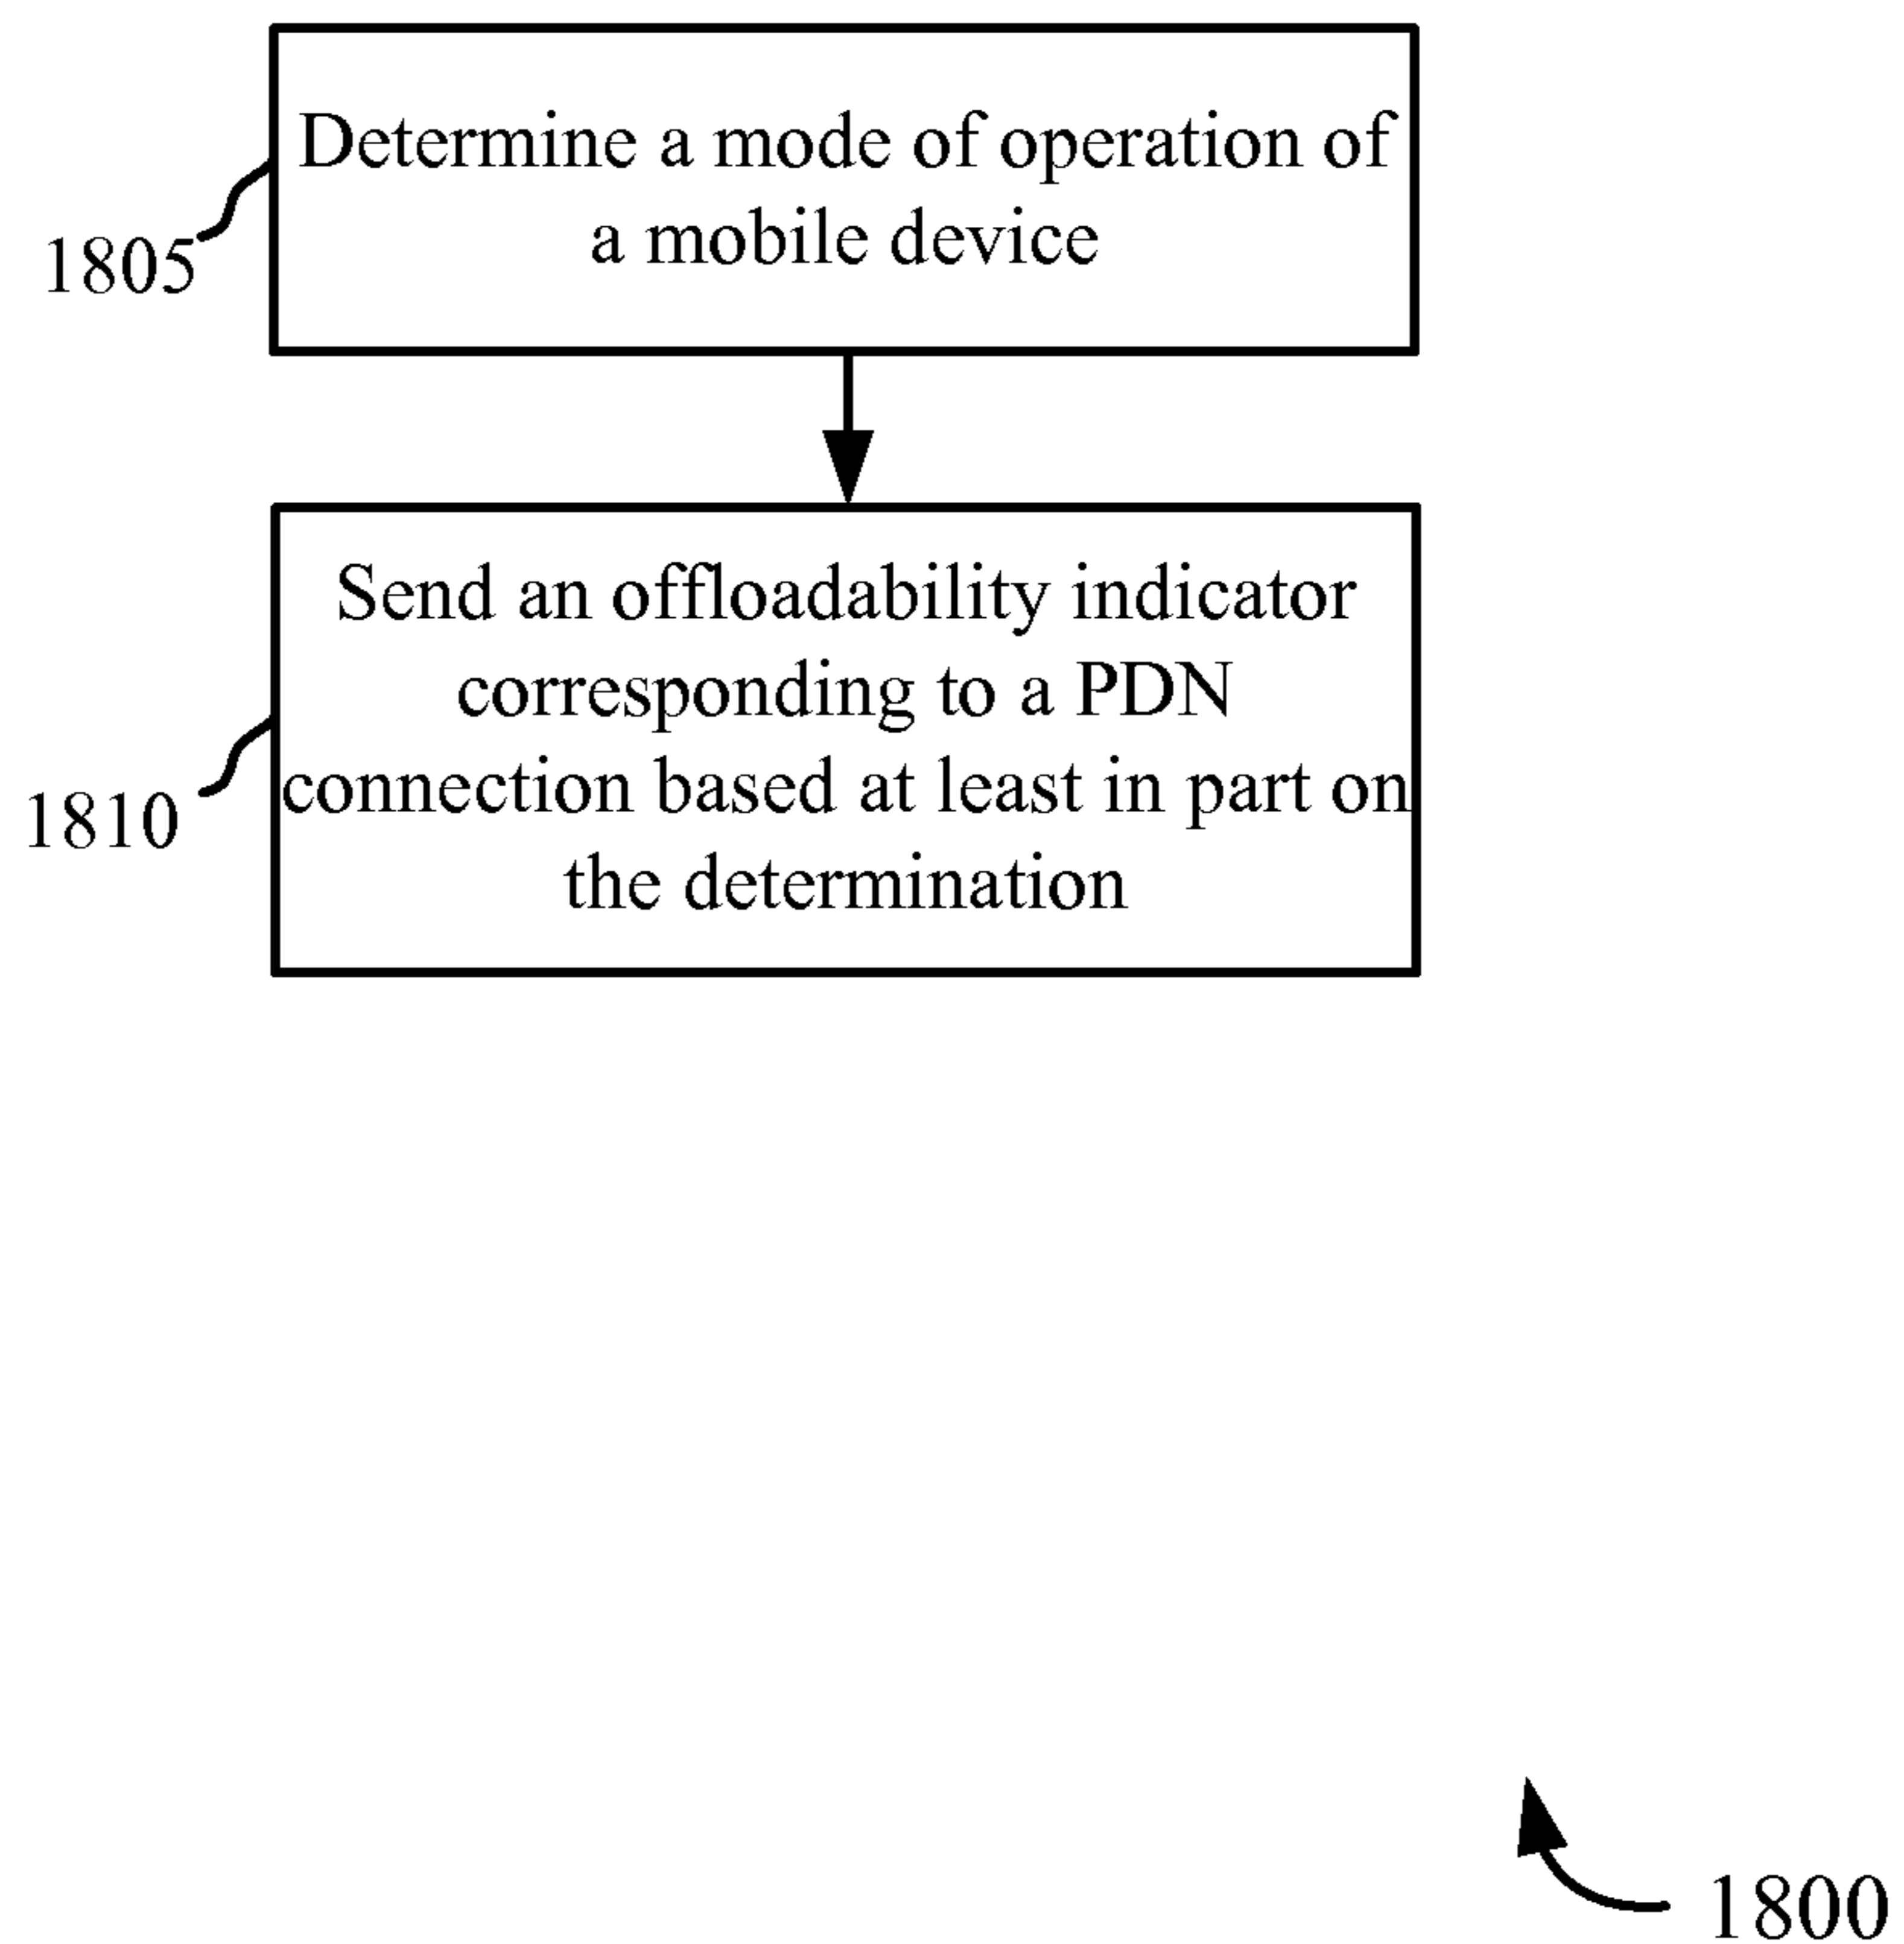 Determine a mode of operation of
a mobile device
1805
Send an offloadability indicator
corresponding to a PDN
connection based at least in part on
the determination
1810
1800